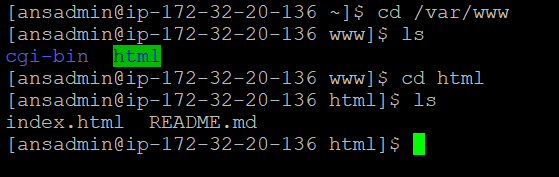 [ansadmin@ip-172-32-20-136 ~]$ cd /var/www
[ansadmin@ip-172-32-20-136 www]$ ls
cgi-bin  html
[ansadmin@ip-172-32-20-136 www]$ cd html
[ansadmin@ip-172-32-20-136 html]$ ls
index.html  README.md
[ansadmin@ip-172-32-20-136 html]$